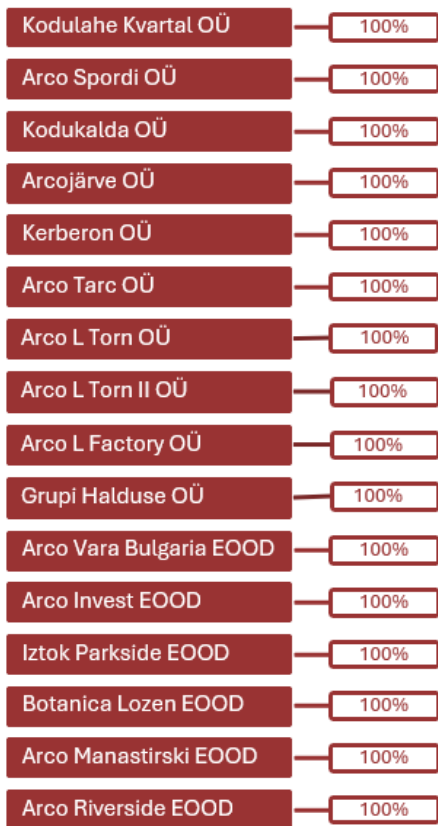 Kodulahe Kvartal OÜ 100%
Arco Spordi OÜ 100%
Kodukalda OÜ 100%
Arcojärve OÜ 100%
Kerberon OÜ 100%
Arco Tarc OÜ 100%
Arco L Torn OÜ 100%
Arco L Torn II OÜ 100%
Arco L Factory OÜ 100%
Grupi Halduse OÜ 100%
Arco Vara Bulgaria EOOD 100%
Arco Invest EOOD 100%
Iztok Parkside EOOD 100%
Botanica Lozen EOOD 100%
Arco Manastirski EOOD 100%
Arco Riverside EOOD 100%